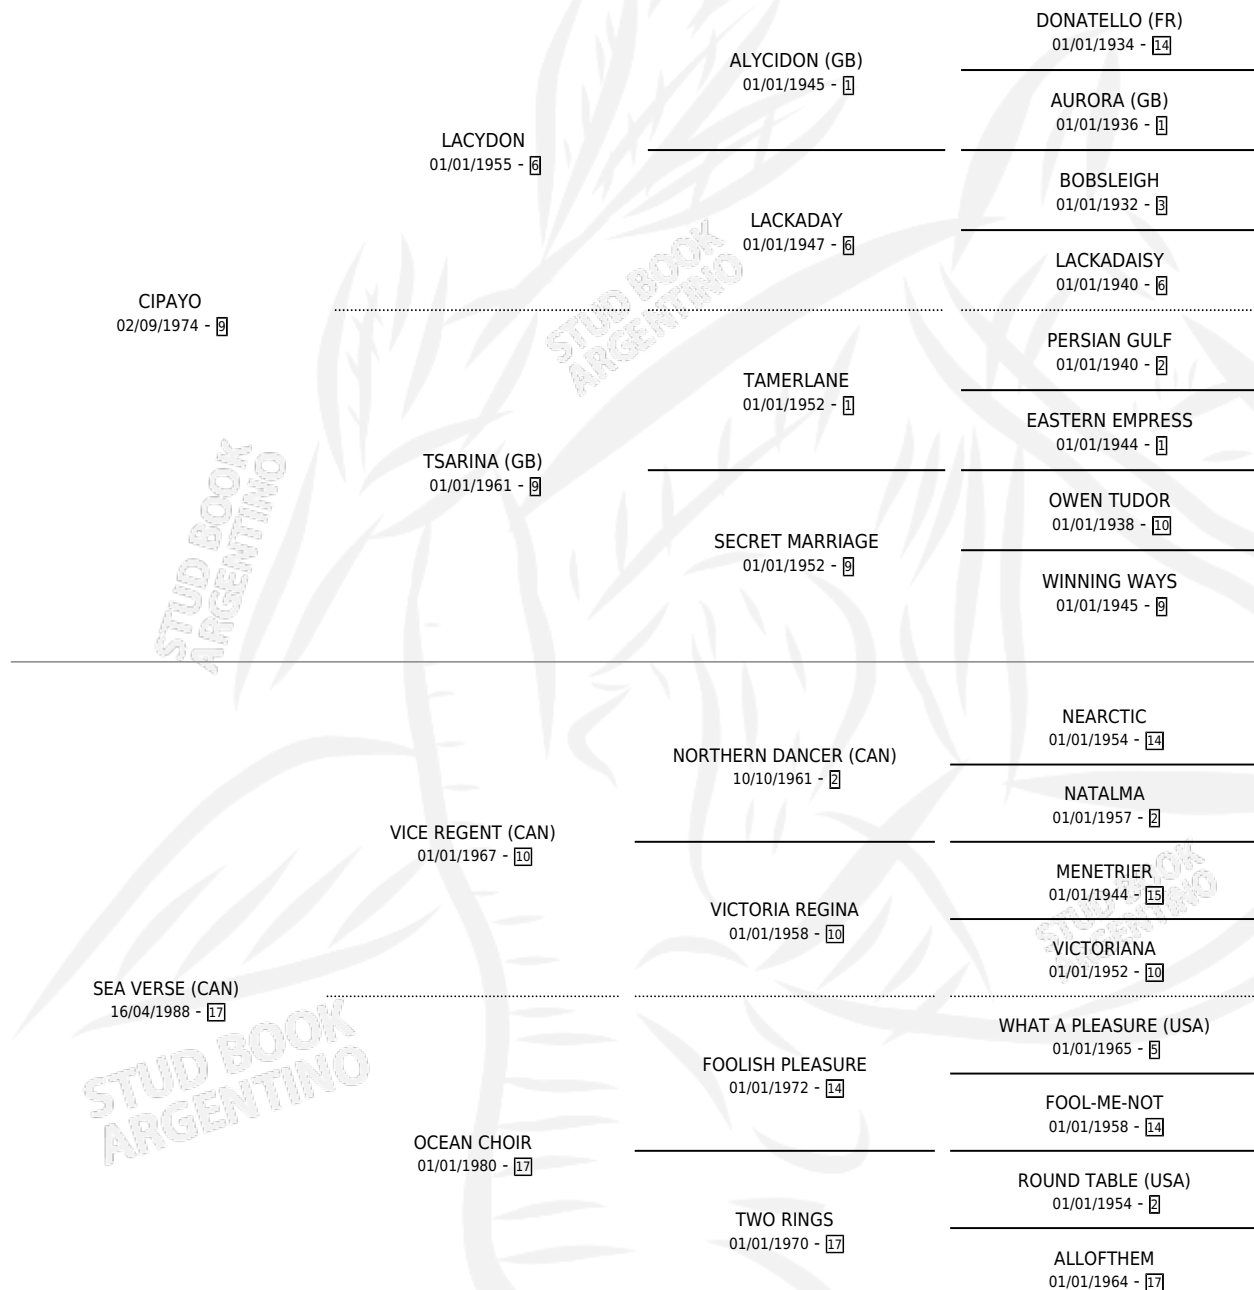 DONATELLO (FR)
01/01/1934 - 14
ALYCIDON (GB)
01/01/1945 - 1
AURORA (GB)
01/01/1936 - 1
LACYDON
01/01/1955 - 6
BOBSLEIGH
01/01/1932 - 3
LACKADAY
01/01/1947 - 6
LACKADAISY
01/01/1940 - 6
CIPAYO
02/09/1974 - 9
PERSIAN GULF
01/01/1940 - 2
TAMERLANE
01/01/1952 - 1
EASTERN EMPRESS
01/01/1944 - 1
TSARINA (GB)
01/01/1961 - 9
OWEN TUDOR
01/01/1938 - 10
SECRET MARRIAGE
01/01/1952 - 9
WINNING WAYS
01/01/1945 - 9
NEARCTIC
01/01/1954 - 14
NORTHERN DANCER (CAN)
10/10/1961 - 2
NATALMA
01/01/1957 - 2
VICE REGENT (CAN)
01/01/1967 - 10
MENETRIER
01/01/1944 - 15
VICTORIA REGINA
01/01/1958 - 10
VICTORIANA
01/01/1952 - 10
SEA VERSE (CAN)
16/04/1988 - 17
WHAT A PLEASURE (USA)
01/01/1965 - 5
FOOLISH PLEASURE
01/01/1972 - 14
FOOL-ME-NOT
01/01/1958 - 14
OCEAN CHOIR
01/01/1980 - 17
ROUND TABLE (USA)
01/01/1954 - 2
TWO RINGS
01/01/1970 - 17
ALLOFTHEM
01/01/1964 - 17
STUD BOOK
ARGENTINO
STUD BOOK
ARGENTINO
STUD BOOK
ARGENTINO
STUD BOOK
ARGENTINO